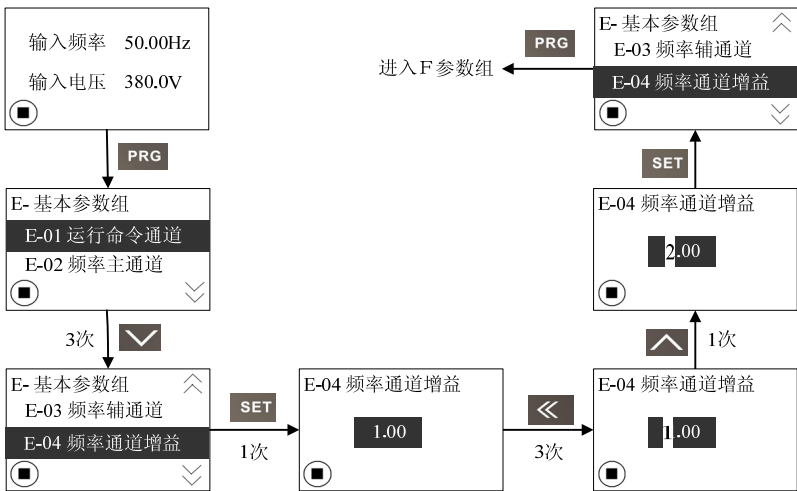 输入频率 50.00Hz
输入电压 380.0V
PRG
E- 基本参数组
E-01 运行命令通道
E-02 频率主通道
3次
E- 基本参数组
E-03 频率辅通道
E-04 频率通道增益
SET
1次
E-04 频率通道增益
1.00
3次
E-04 频率通道增益
1.00
1次
E-04 频率通道增益
2.00
SET
E- 基本参数组
E-03 频率辅通道
E-04 频率通道增益
PRG
进入F参数组